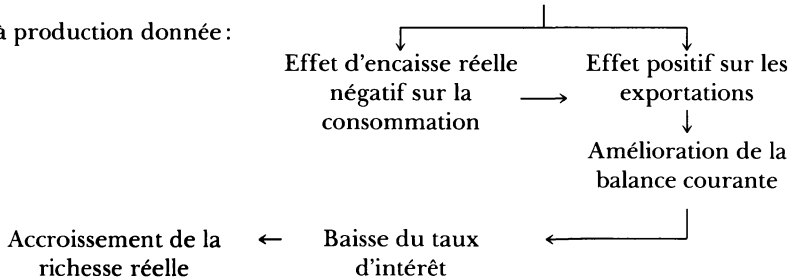 à production donnée :
Effet d'encaisse réelle
négatif sur la
consommation
Effet positif sur les
exportations
Amélioration de la
balance courante
Baisse du taux
d'intérêt
Accroissement de la
richesse réelle